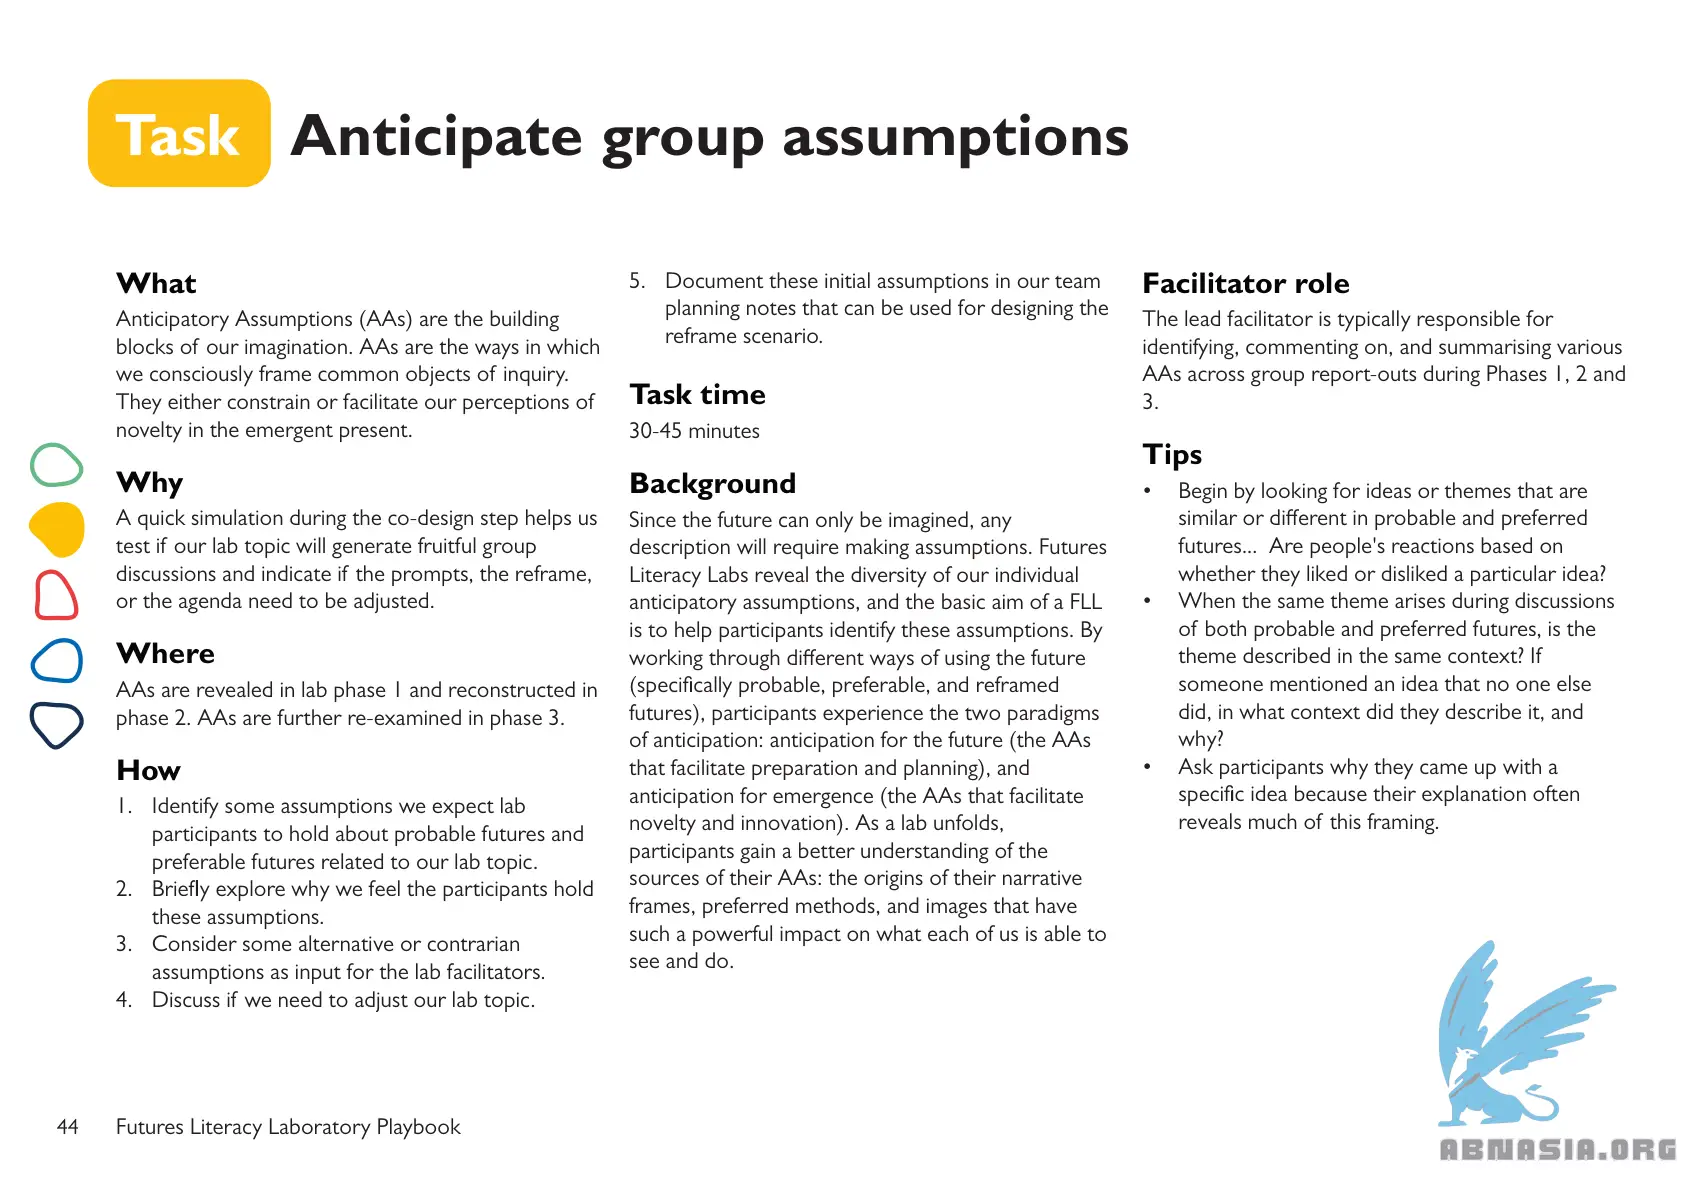 Task
Anticipate group assumptions
What
Anticipatory Assumptions (AAs) are the building
blocks of our imagination. AAs are the ways in which
we consciously frame common objects of inquiry.
They either constrain or facilitate our perceptions of
novelty in the emergent present.
Why
A quick simulation during the co-design step helps us
test if our lab topic will generate fruitful group
discussions and indicate if the prompts, the reframe,
or the agenda need to be adjusted.
Where
AAs are revealed in lab phase 1 and reconstructed in
phase 2. AAs are further re-examined in phase 3.
How
1. Identify some assumptions we expect lab
participants to hold about probable futures and
preferable futures related to our lab topic.
2. Briefly explore why we feel the participants hold
these assumptions.
3. Consider some alternative or contrarian
assumptions as input for the lab facilitators.
4. Discuss if we need to adjust our lab topic.
5. Document these initial assumptions in our team
planning notes that can be used for designing the
reframe scenario.
Task time
30-45 minutes
Background
Since the future can only be imagined, any
description will require making assumptions. Futures
Literacy Labs reveal the diversity of our individual
anticipatory assumptions, and the basic aim of a FLL
is to help participants identify these assumptions. By
working through different ways of using the future
(specifically probable, preferable, and reframed
futures), participants experience the two paradigms
of anticipation: anticipation for the future (the AAs
that facilitate preparation and planning), and
anticipation for emergence (the AAs that facilitate
novelty and innovation). As a lab unfolds,
participants gain a better understanding of the
sources of their AAs: the origins of their narrative
frames, preferred methods, and images that have
such a powerful impact on what each of us is able to
see and do.
Facilitator role
The lead facilitator is typically responsible for
identifying, commenting on, and summarising various
AAs across group report-outs during Phases 1, 2 and
3.
Tips
• Begin by looking for ideas or themes that are
similar or different in probable and preferred
futures... Are people's reactions based on
whether they liked or disliked a particular idea?
• When the same theme arises during discussions
of both probable and preferred futures, is the
theme described in the same context? If
someone mentioned an idea that no one else
did, in what context did they describe it, and
why?
• Ask participants why they came up with a
specific idea because their explanation often
reveals much of this framing.
44 Futures Literacy Laboratory Playbook
ABNASIA.ORG